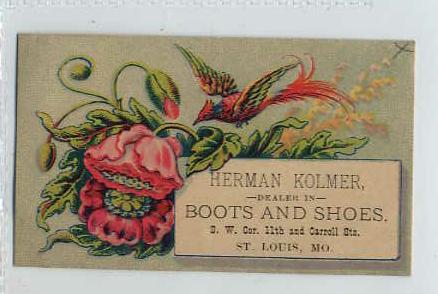 HERMAN KOLMER,
—DEALER IN—
BOOTS AND SHOES.
S. W. Cor. 11th and Carroll Sts.
ST. LOUIS, MO.